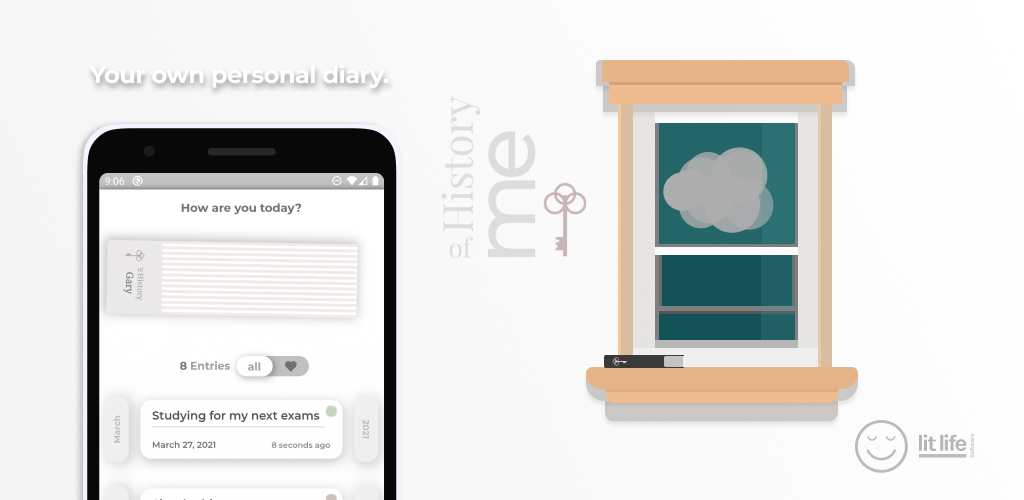 Your own personal diary.
9:06
How are you today?
of History
Gary
8 Entries
all
March
Studying for my next exams
March 27, 2021
8 seconds ago
2021
History
of
me
lit life
Software